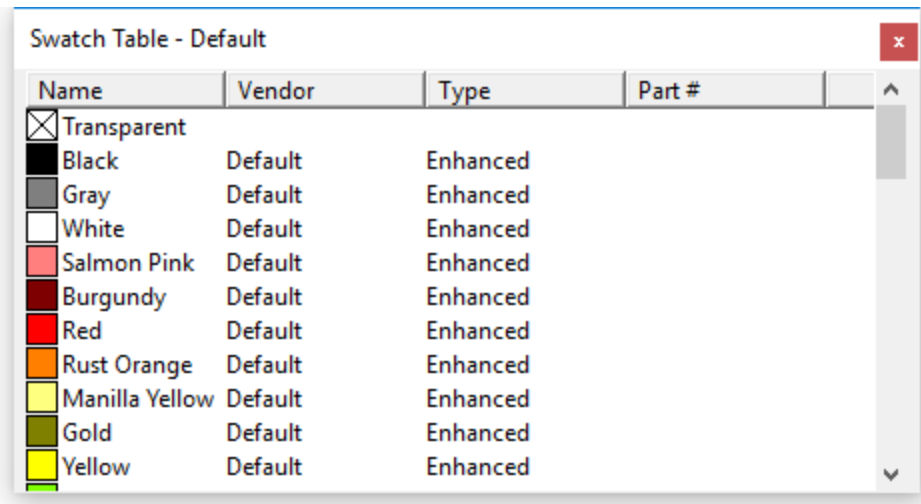 Swatch Table - Default x
Name Vendor Type Part #
Transparent
Black Default Enhanced
Gray Default Enhanced
White Default Enhanced
Salmon Pink Default Enhanced
Burgundy Default Enhanced
Red Default Enhanced
Rust Orange Default Enhanced
Manilla Yellow Default Enhanced
Gold Default Enhanced
Yellow Default Enhanced